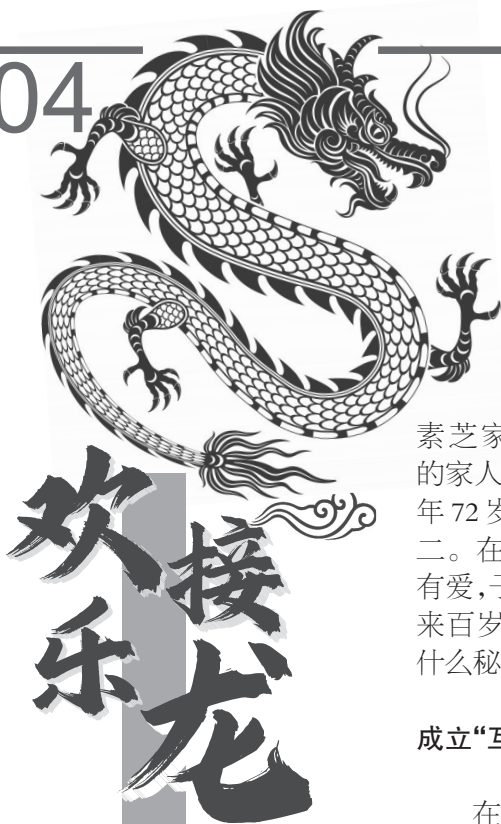 04
欢乐
接龙
素芝家
的家人
年 72 岁
二。在
有爱，于
来百岁
什么秘
成立“互
在